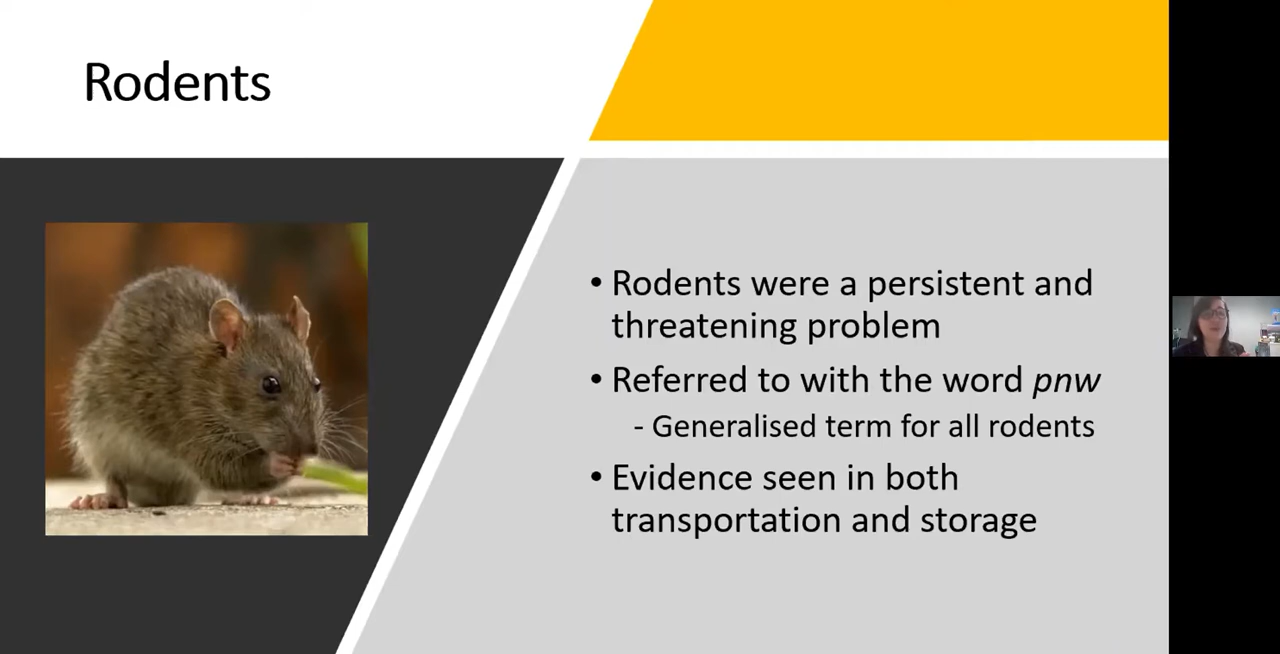 Rodents
• Rodents were a persistent and
threatening problem
• Referred to with the word pnw
- Generalised term for all rodents
• Evidence seen in both
transportation and storage